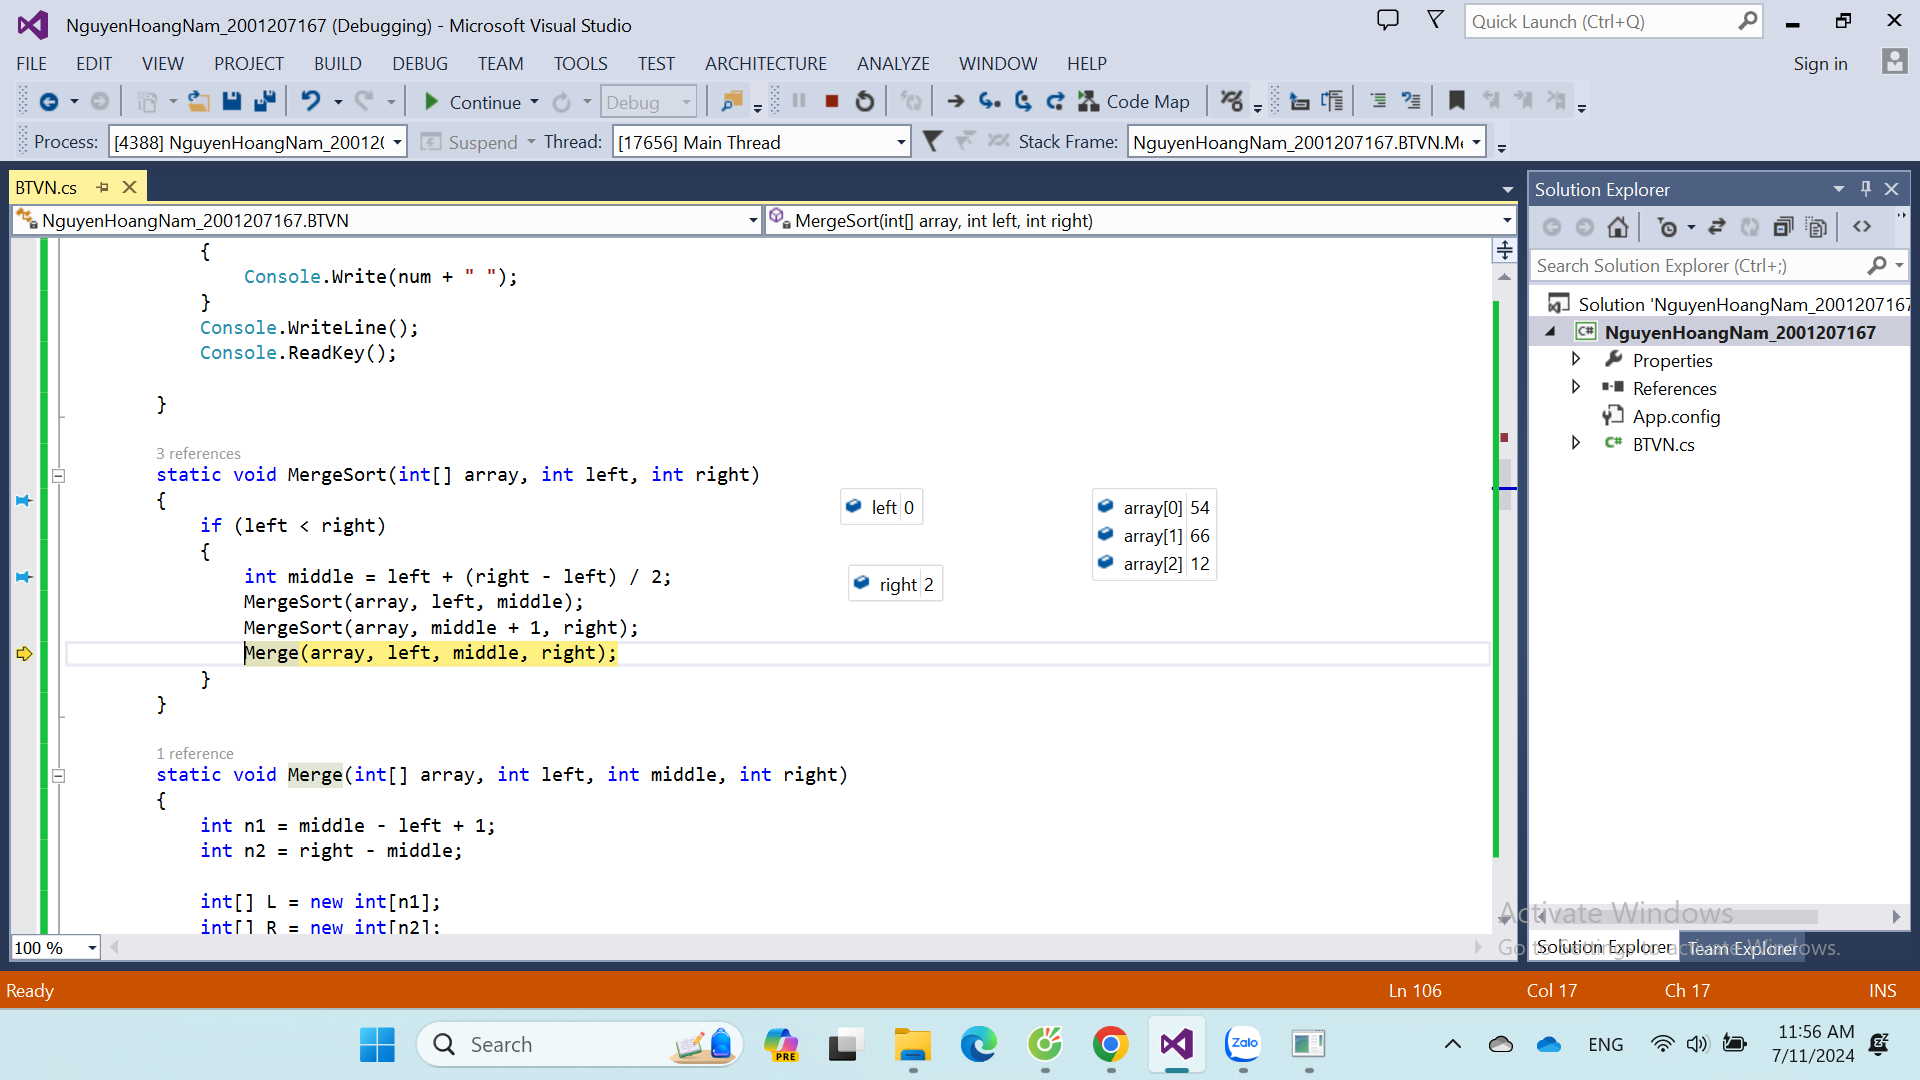 NguyenHoangNam_2001207167 (Debugging) - Microsoft Visual Studio
Quick Launch (Ctrl+Q)
FILE EDIT VIEW PROJECT BUILD DEBUG TEAM TOOLS TEST ARCHITECTURE ANALYZE WINDOW HELP
Sign in
Continue Debug Code Map
Process: [4388] NguyenHoangNam_20012 Suspend Thread: [17656] Main Thread Stack Frame: NguyenHoangNam_2001207167.BTVN.Me
BTVN.cs
NguyenHoangNam_2001207167.BTVN
MergeSort(int[] array, int left, int right)
{
Console.Write(num + " ");
}
Console.WriteLine();
Console.ReadKey();
}
3 references
static void MergeSort(int[] array, int left, int right)
{
if (left < right)
{
int middle = left + (right - left) / 2;
MergeSort(array, left, middle);
MergeSort(array, middle + 1, right);
Merge(array, left, middle, right);
}
}
1 reference
static void Merge(int[] array, int left, int middle, int right)
{
int n1 = middle - left + 1;
int n2 = right - middle;
int[] L = new int[n1];
int[] R = new int[n2];
left 0
right 2
array[0] 54
array[1] 66
array[2] 12
100 %
Solution Explorer
Search Solution Explorer (Ctrl+;)
Solution 'NguyenHoangNam_2001207167
C# NguyenHoangNam_2001207167
Properties
References
App.config
C# BTVN.cs
Activate Windows
Go to Settings to activate Windows.
Solution Explorer Team Explorer
Ready
Ln 106 Col 17 Ch 17 INS
Search
PRE
Zalo
ENG
11:56 AM
7/11/2024